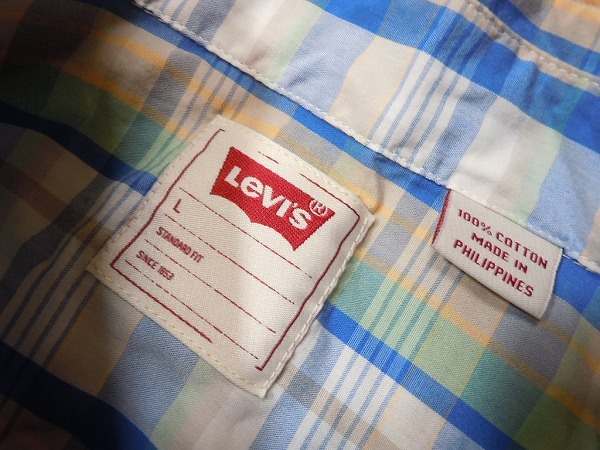 LEVI'S®
L
STANDARD FIT
SINCE 1853
100% COTTON
MADE IN
PHILIPPINES